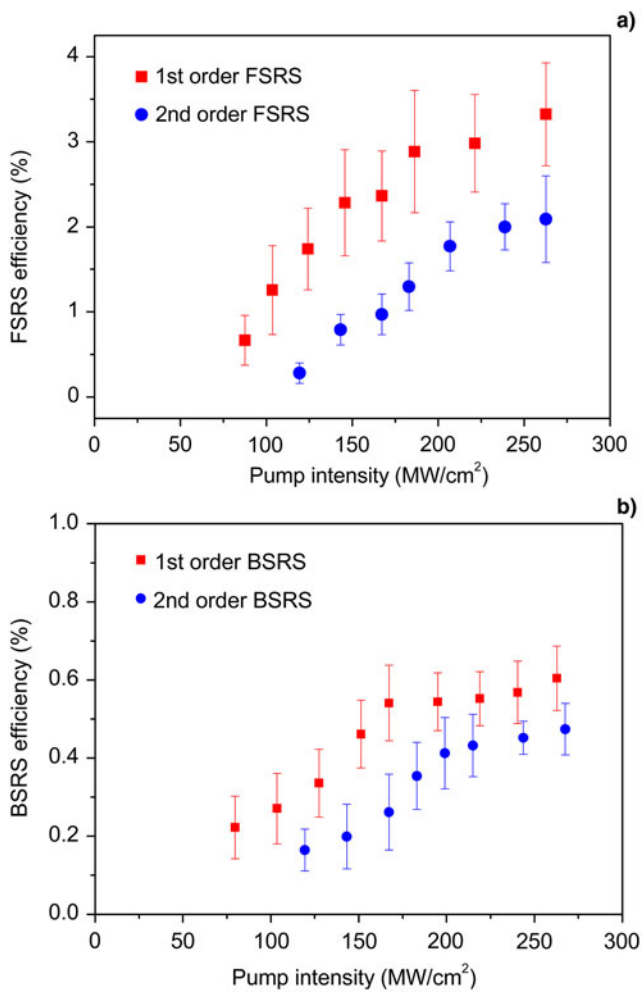 a)
4
1st order FSRS
2nd order FSRS
3
2
1
0
FSRS efficiency (%)
0 50 100 150 200 250 300
Pump intensity (MW/cm²)
b)
1.0
1st order BSRS
2nd order BSRS
0.8
0.6
0.4
0.2
0.0
BSRS efficiency (%)
0 50 100 150 200 250 300
Pump intensity (MW/cm²)